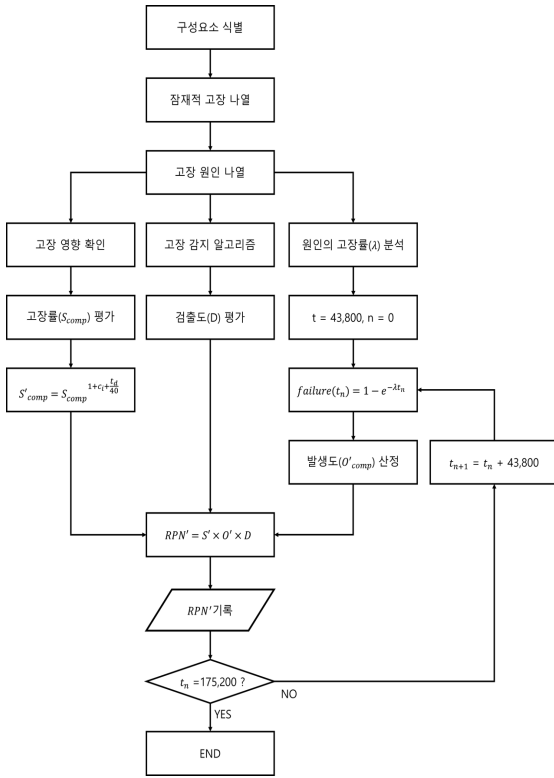 구성요소 식별
잠재적 고장 나열
고장 원인 나열
고장 영향 확인
고장 감지 알고리즘
원인의 고장률(λ) 분석
고장률(S_comp) 평가
검출도(D) 평가
t = 43,800, n = 0
S'_comp = S_comp^{1+c_i+t_d/40}
failure(t_n) = 1 − e^{−λt_n}
발생도(O'_comp) 산정
t_{n+1} = t_n + 43,800
RPN' = S' × O' × D
RPN' 기록
t_n =175,200 ?
NO
YES
END